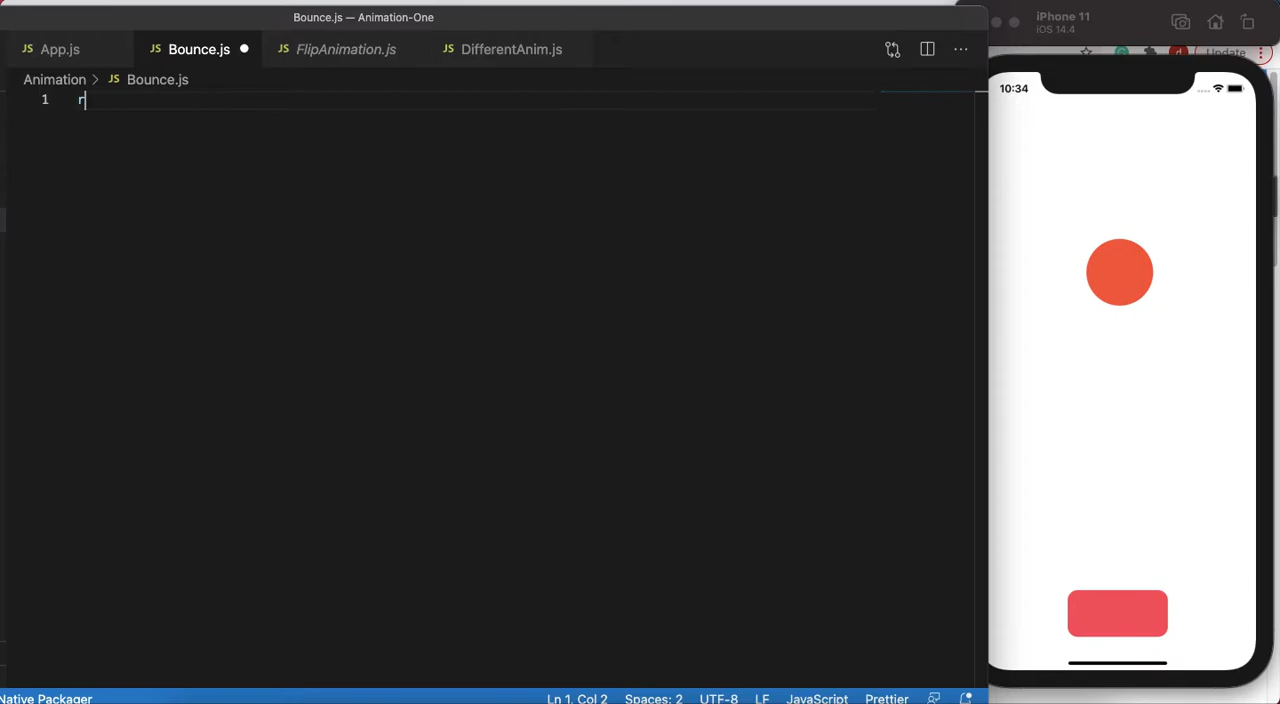 Bounce.js — Animation-One
JS App.js JS Bounce.js JS FlipAnimation.js JS DifferentAnim.js
Animation > JS Bounce.js
1 r
Native Packager Ln 1, Col 2 Spaces: 2 UTF-8 LF JavaScript Prettier
iPhone 11
iOS 14.4
d Update
10:34